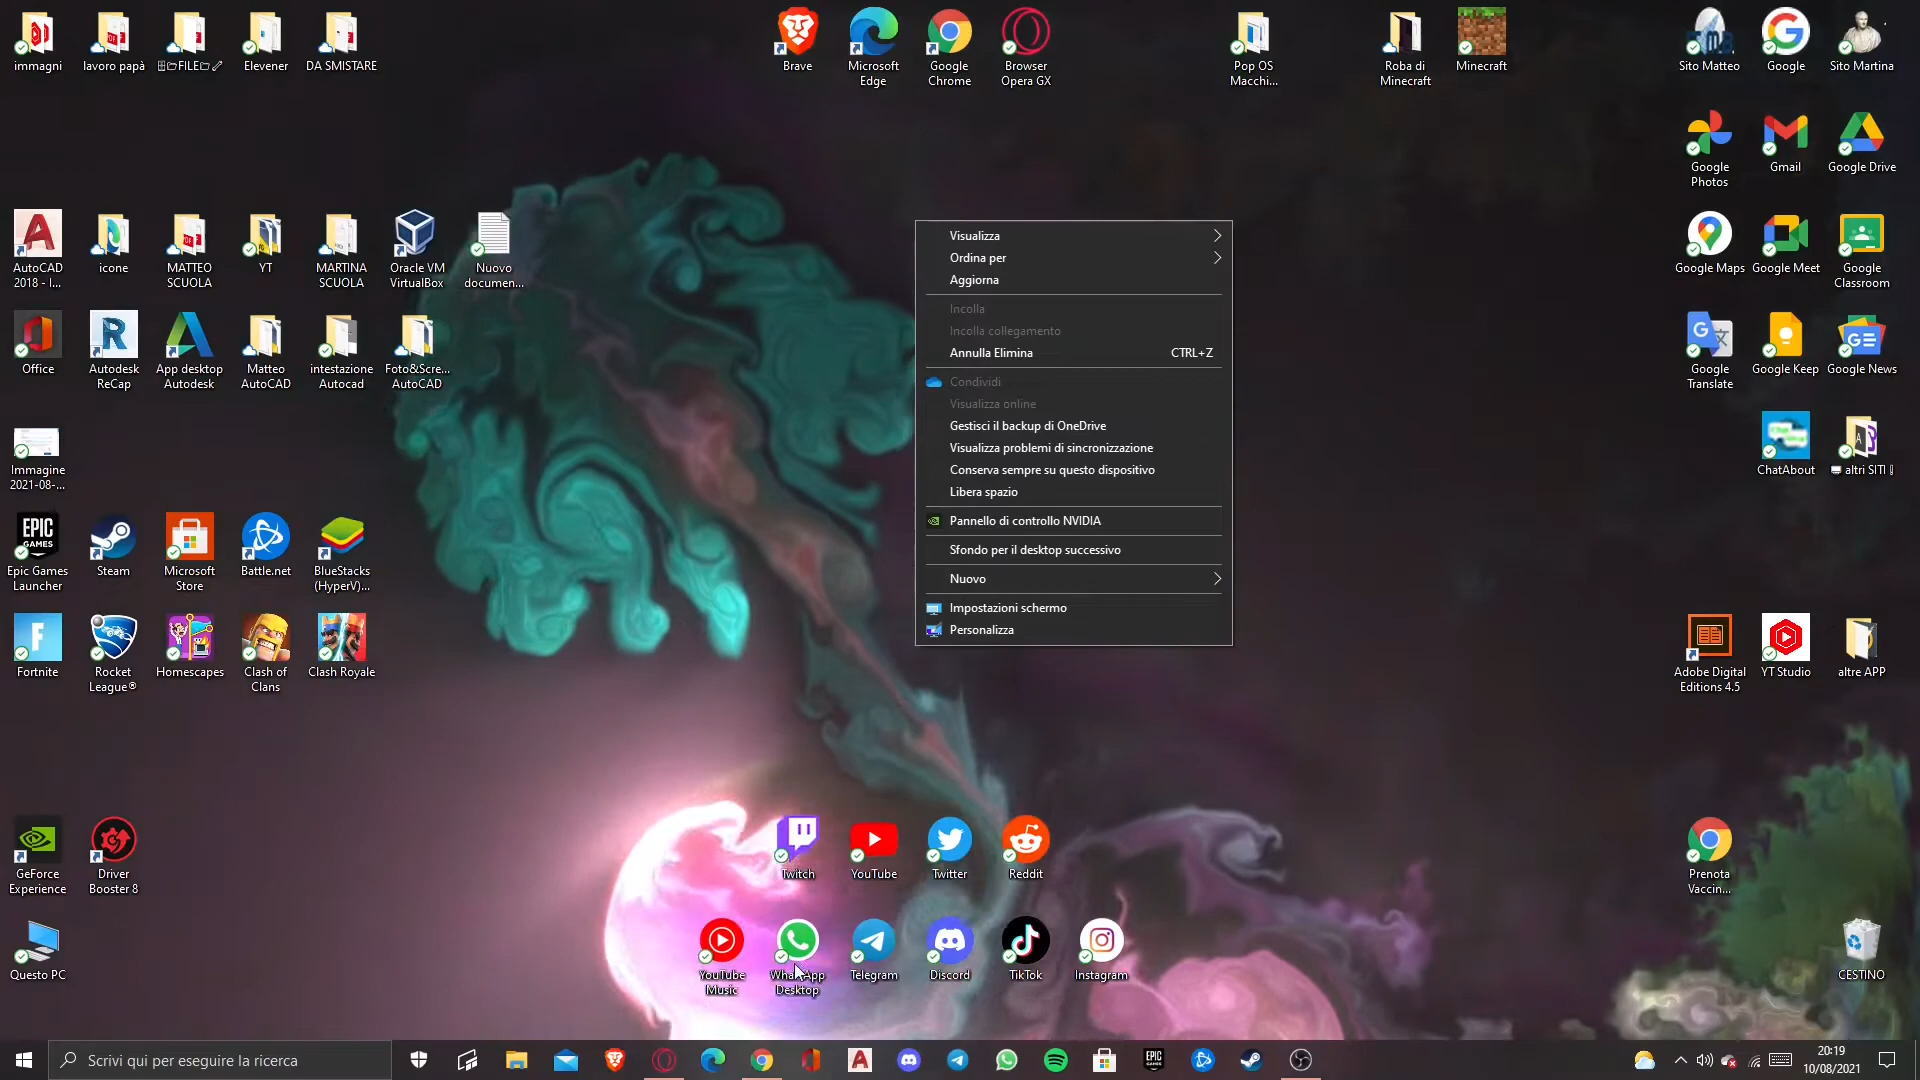 immagni
lavoro papà
FILE
Elevener
DA SMISTARE
Brave
Microsoft
Edge
Google
Chrome
Browser
Opera GX
Pop OS
Macchi...
Roba di
Minecraft
Minecraft
Sito Matteo
Google
Sito Martina
Google
Photos
Gmail
Google Drive
AutoCAD
2018 - I...
icone
MATTEO
SCUOLA
YT
MARTINA
SCUOLA
Oracle VM
VirtualBox
Nuovo
documen...
Google Maps
Google Meet
Google
Classroom
Office
Autodesk
ReCap
App desktop
Autodesk
Matteo
AutoCAD
intestazione
Autocad
Foto&Scre...
AutoCAD
Google
Translate
Google Keep
Google News
Immagine
2021-08-...
ChatAbout
altri SITI
EPIC
GAMES
Epic Games
Launcher
Steam
Microsoft
Store
Battle.net
BlueStacks
(HyperV)...
Fortnite
Rocket
League®
Homescapes
Clash of
Clans
Clash Royale
Adobe Digital
Editions 4.5
YT Studio
altre APP
Visualizza
Ordina per
Aggiorna
Incolla
Incolla collegamento
Annulla Elimina CTRL+Z
Condividi
Visualizza online
Gestisci il backup di OneDrive
Visualizza problemi di sincronizzazione
Conserva sempre su questo dispositivo
Libera spazio
Pannello di controllo NVIDIA
Sfondo per il desktop successivo
Nuovo
Impostazioni schermo
Personalizza
GeForce
Experience
Driver
Booster 8
Twitch
YouTube
Twitter
Reddit
Prenota
Vaccin...
Questo PC
YouTube
Music
WhatsApp
Desktop
Telegram
Discord
TikTok
Instagram
CESTINO
Scrivi qui per eseguire la ricerca
20:19
10/08/2021